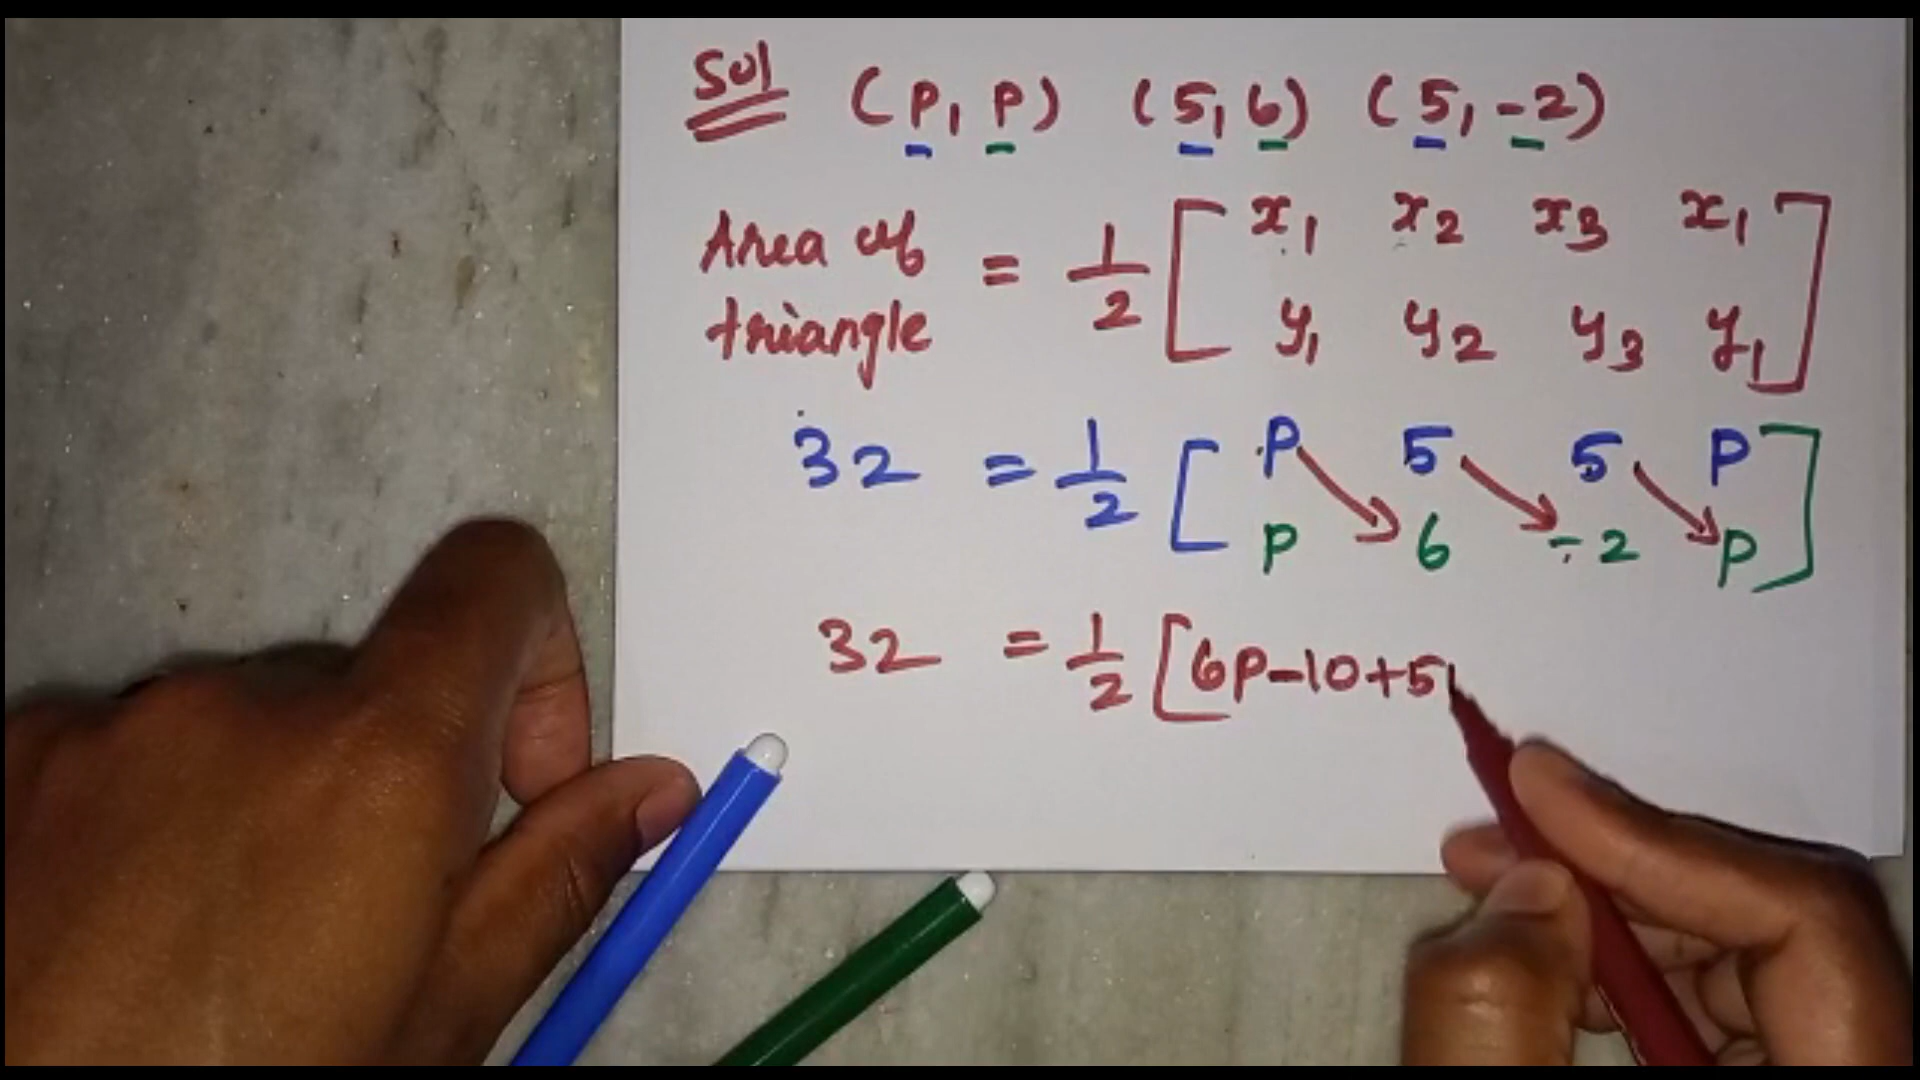 Sol (P, P) (5, 6) (5, -2)
Area of triangle = 1/2 [x₁ x₂ x₃ x₁
y₁ y₂ y₃ y₁]
32 = 1/2 [P 5 5 P
P 6 -2 P]
32 = 1/2 [6P-10+5